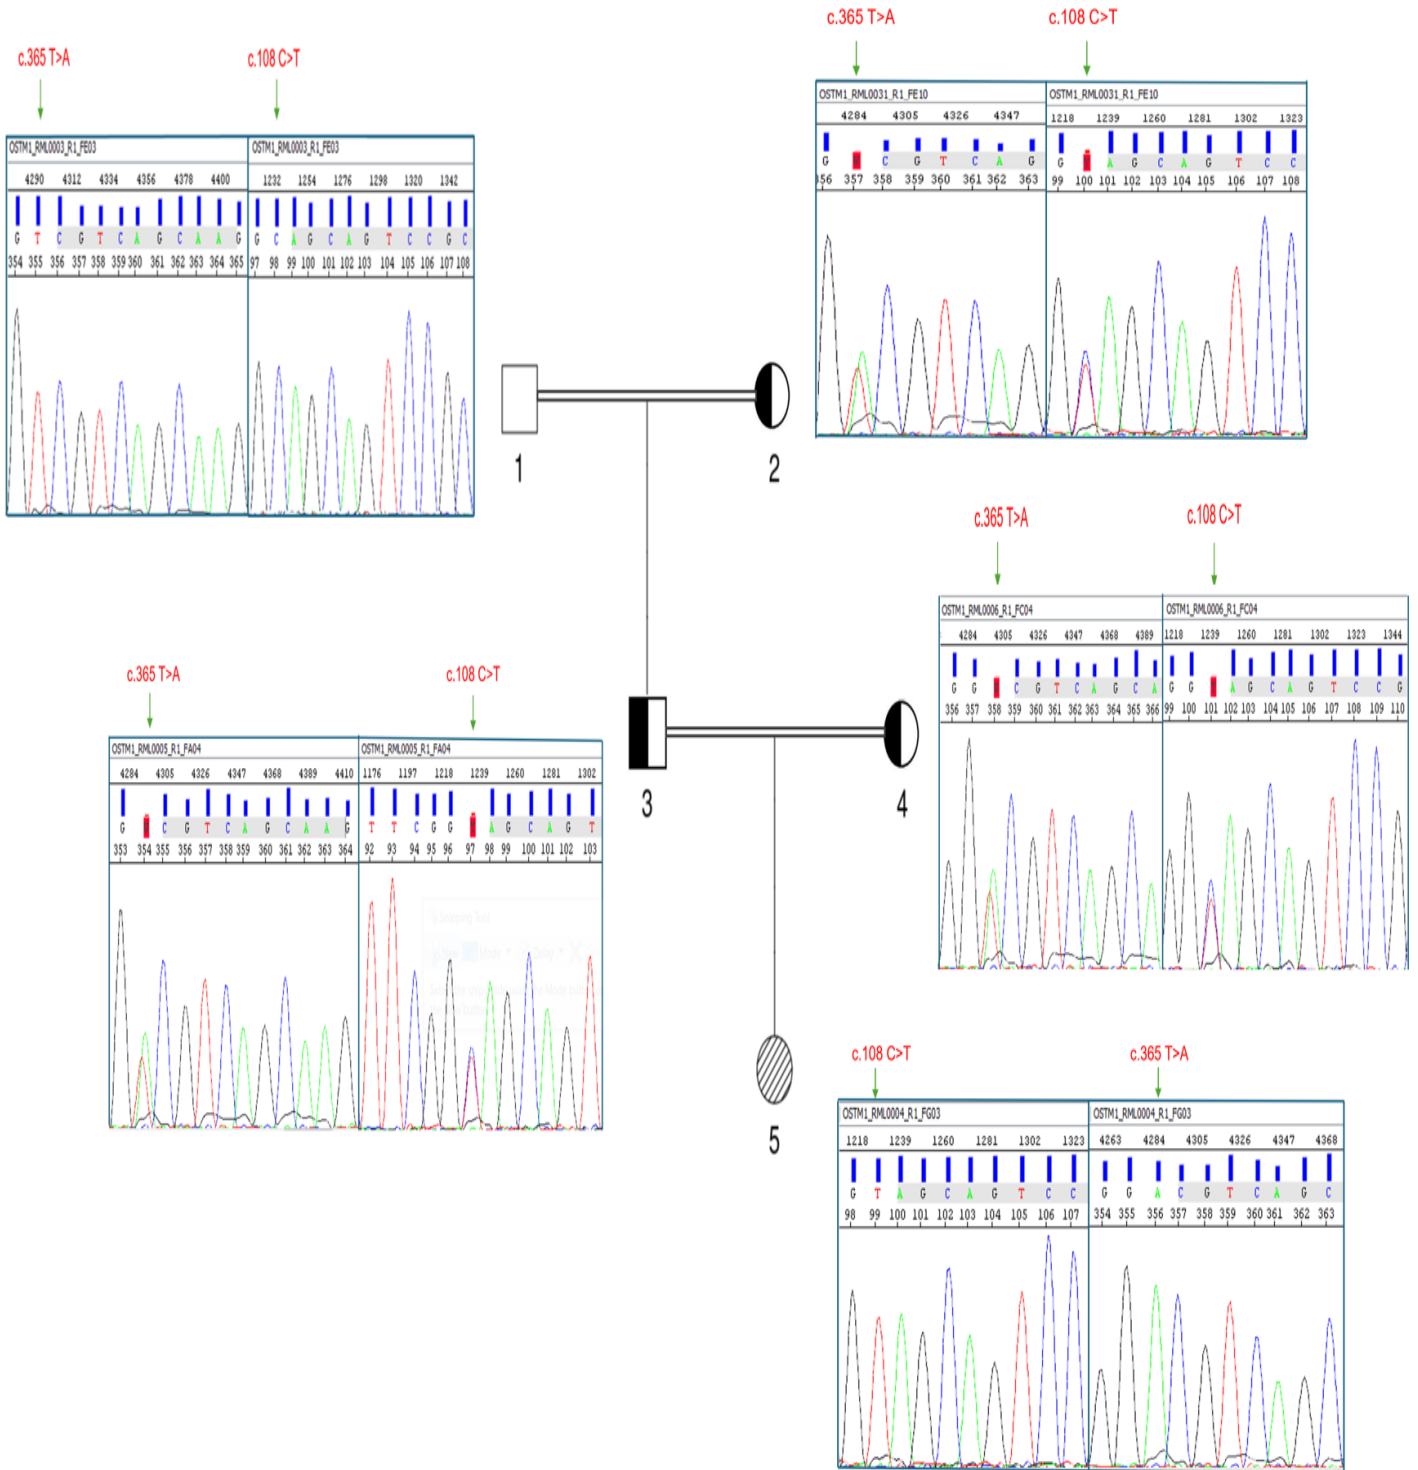 c.365 T>A
c.108 C>T
OSTM1_RML0003_R1_FE03
OSTM1_RML0003_R1_FE03
4290 4312 4334 4356 4378 4400
1232 1254 1276 1298 1320 1342
G T C G T C A G C A A G
G C A G C A G T C C G C
354 355 356 357 358 359 360 361 362 363 364 365
97 98 99 100 101 102 103 104 105 106 107 108
c.365 T>A
c.108 C>T
OSTM1_RML0031_R1_FE10
OSTM1_RML0031_R1_FE10
4284 4305 4326 4347
1218 1239 1260 1281 1302 1323
G C G T C A G
G A G C A G T C C
356 357 358 359 360 361 362 363
99 100 101 102 103 104 105 106 107 108
1
2
c.365 T>A
c.108 C>T
OSTM1_RML0006_R1_FC04
OSTM1_RML0006_R1_FC04
4284 4305 4326 4347 4368 4389
1218 1239 1260 1281 1302 1323 1344
G G C G T C A G C A
G G A G C A G T C C G
356 357 358 359 360 361 362 363 364 365 366
99 100 101 102 103 104 105 106 107 108 109 110
c.365 T>A
c.108 C>T
OSTM1_RML0005_R1_FA04
OSTM1_RML0005_R1_FA04
4284 4305 4326 4347 4368 4389 4410
1176 1197 1218 1239 1260 1281 1302
G C G T C A G C A A G
T T C G G A G C A G T
353 354 355 356 357 358 359 360 361 362 363 364
92 93 94 95 96 97 98 99 100 101 102 103
3
4
5
c.108 C>T
c.365 T>A
OSTM1_RML0004_R1_FG03
OSTM1_RML0004_R1_FG03
1218 1239 1260 1281 1302 1323
4263 4284 4305 4326 4347 4368
G T A G C A G T C C
G G A C G T C A G C
98 99 100 101 102 103 104 105 106 107
354 355 356 357 358 359 360 361 362 363